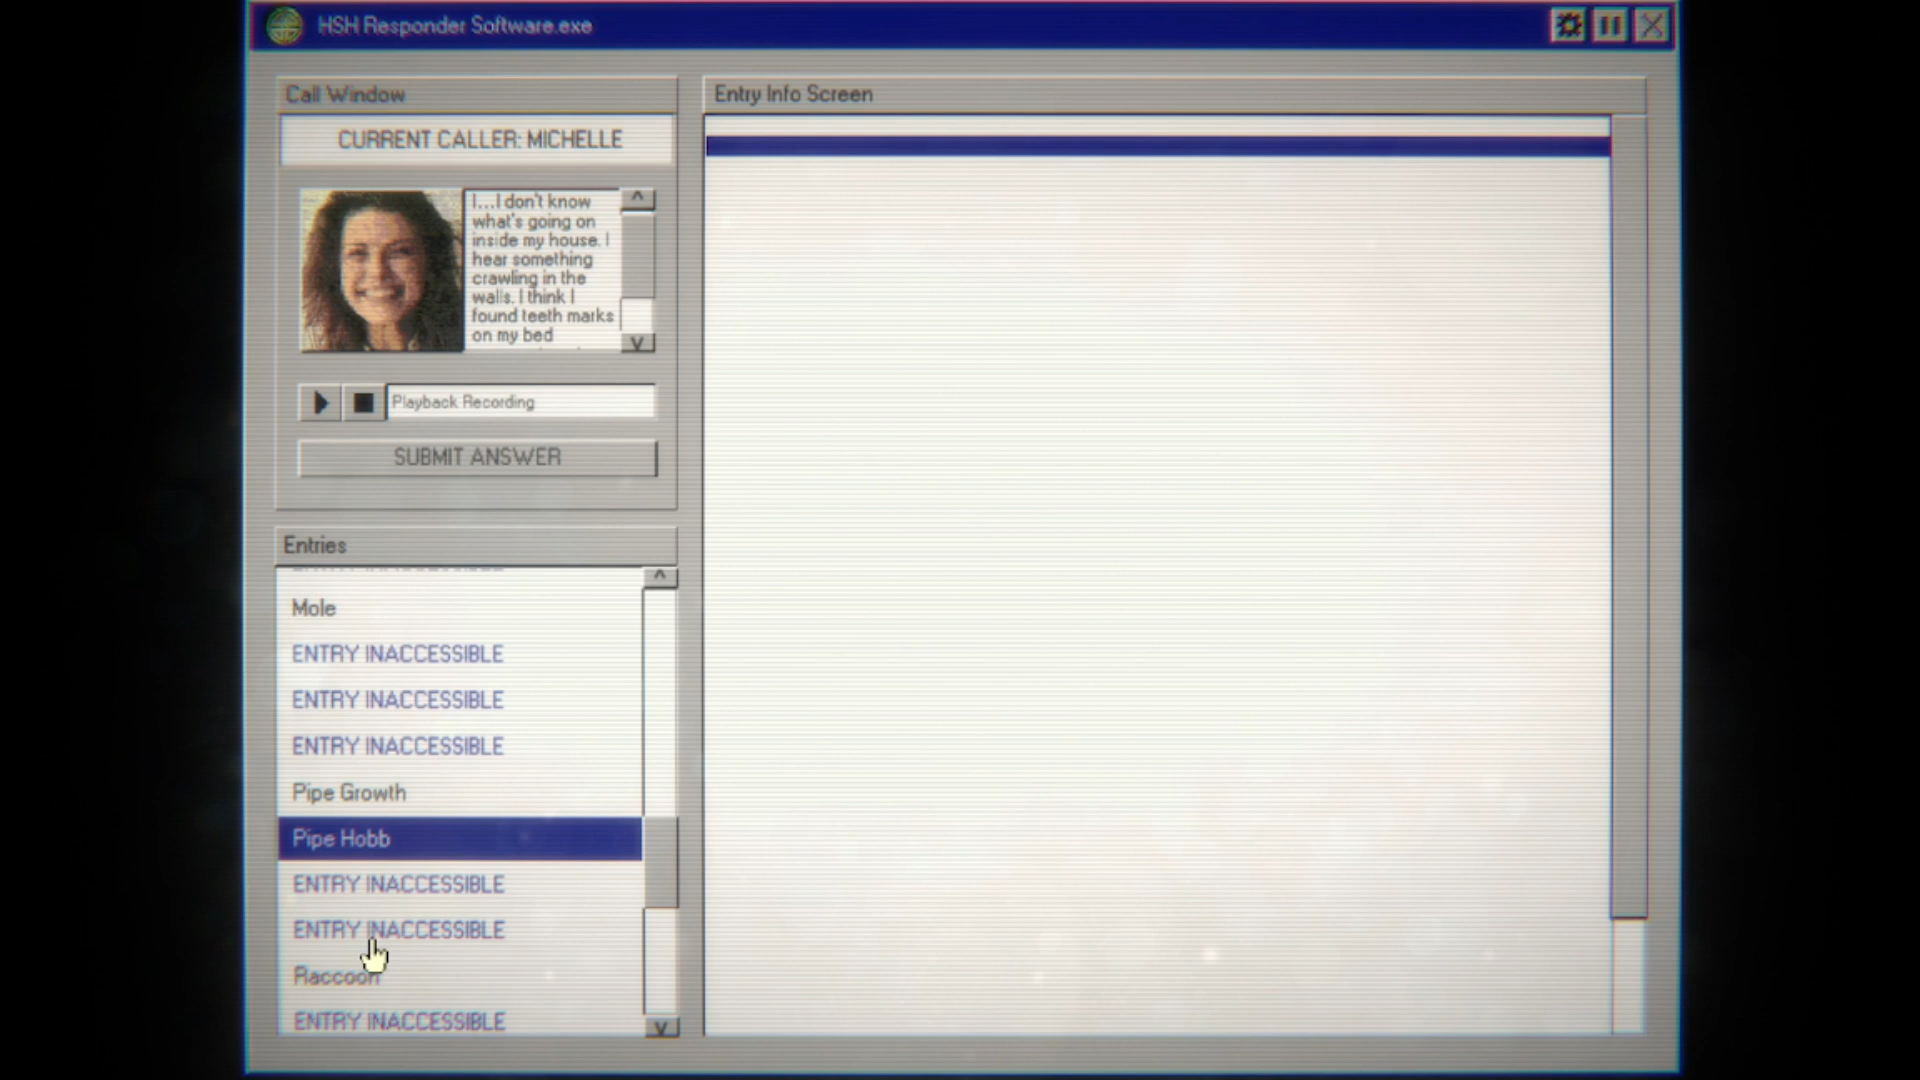 HSH Responder Software.exe
Call Window
CURRENT CALLER: MICHELLE
I...I don't know
what's going on
inside my house. I
hear something
crawling in the
walls. I think I
found teeth marks
on my bed
Playback Recording
SUBMIT ANSWER
Entries
Mole
ENTRY INACCESSIBLE
ENTRY INACCESSIBLE
ENTRY INACCESSIBLE
Pipe Growth
Pipe Hobb
ENTRY INACCESSIBLE
ENTRY INACCESSIBLE
Raccoon
ENTRY INACCESSIBLE
Entry Info Screen